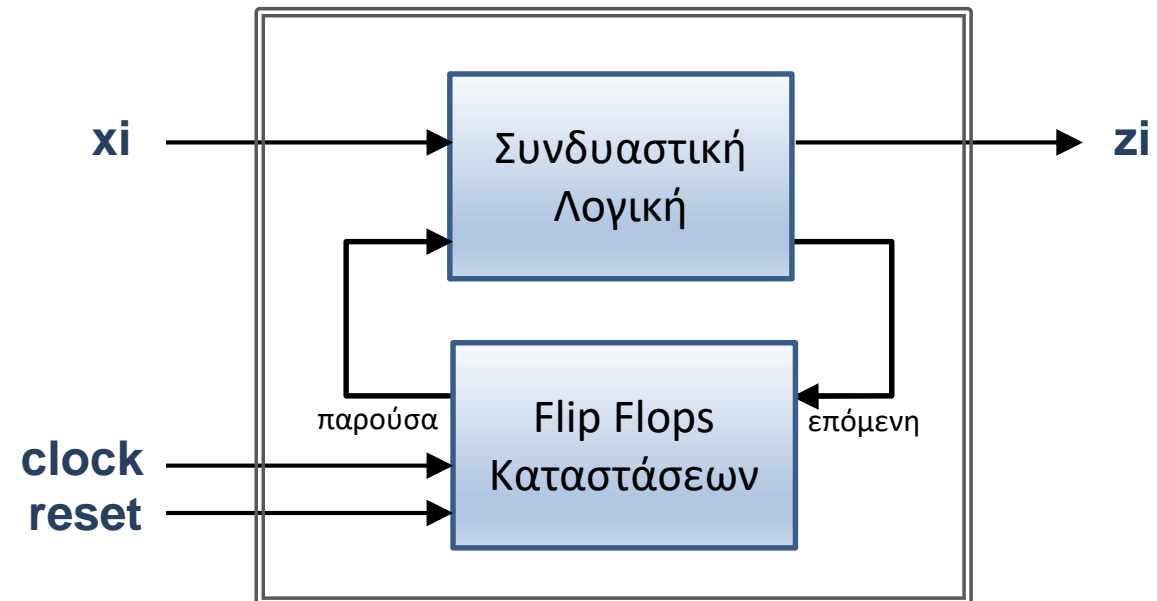 xi
Συνδυαστική
Λογική
zi
παρούσα
Flip Flops
Καταστάσεων
επόμενη
clock
reset